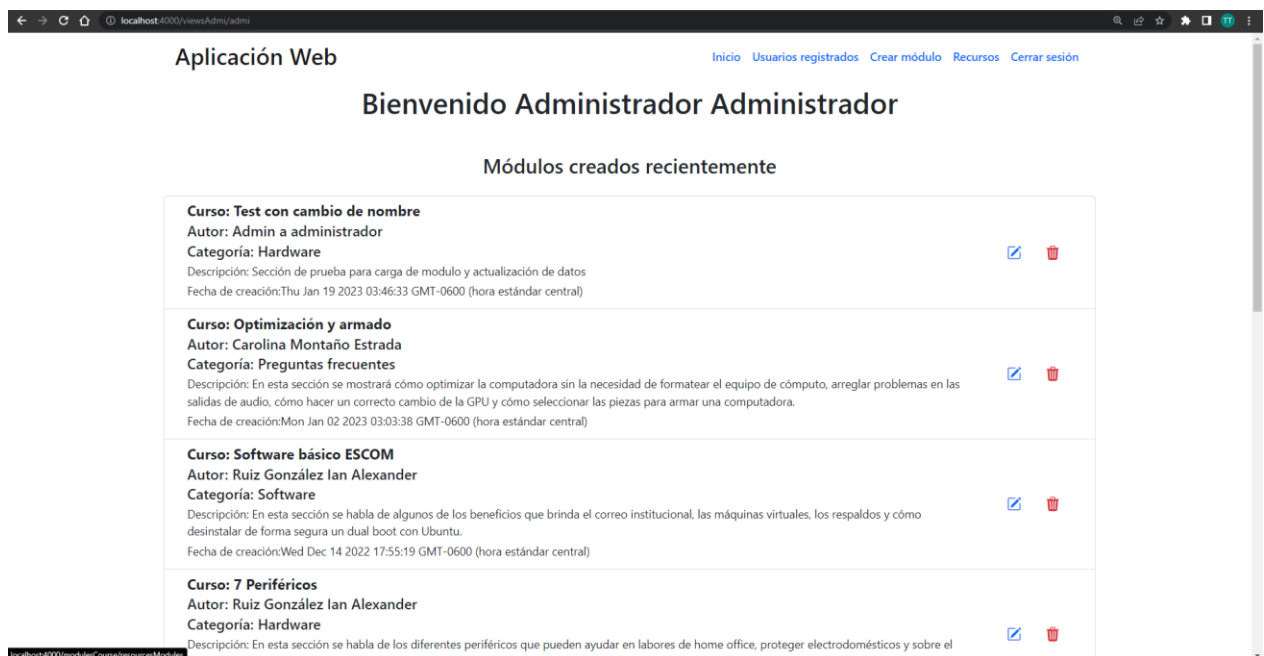 localhost:4000/viewsAdmi/admi
TT
Aplicación Web
Inicio Usuarios registrados Crear módulo Recursos Cerrar sesión
Bienvenido Administrador Administrador
Módulos creados recientemente
Curso: Test con cambio de nombre
Autor: Admin a administrador
Categoría: Hardware
Descripción: Sección de prueba para carga de modulo y actualización de datos
Fecha de creación:Thu Jan 19 2023 03:46:33 GMT-0600 (hora estándar central)
Curso: Optimización y armado
Autor: Carolina Montaño Estrada
Categoría: Preguntas frecuentes
Descripción: En esta sección se mostrará cómo optimizar la computadora sin la necesidad de formatear el equipo de cómputo, arreglar problemas en las
salidas de audio, cómo hacer un correcto cambio de la GPU y cómo seleccionar las piezas para armar una computadora.
Fecha de creación:Mon Jan 02 2023 03:03:38 GMT-0600 (hora estándar central)
Curso: Software básico ESCOM
Autor: Ruiz González Ian Alexander
Categoría: Software
Descripción: En esta sección se habla de algunos de los beneficios que brinda el correo institucional, las máquinas virtuales, los respaldos y cómo
desinstalar de forma segura un dual boot con Ubuntu.
Fecha de creación:Wed Dec 14 2022 17:55:19 GMT-0600 (hora estándar central)
Curso: 7 Periféricos
Autor: Ruiz González Ian Alexander
Categoría: Hardware
Descripción: En esta sección se habla de los diferentes periféricos que pueden ayudar en labores de home office, proteger electrodomésticos y sobre el
localhost:4000/modulesCourse/resourcesModules